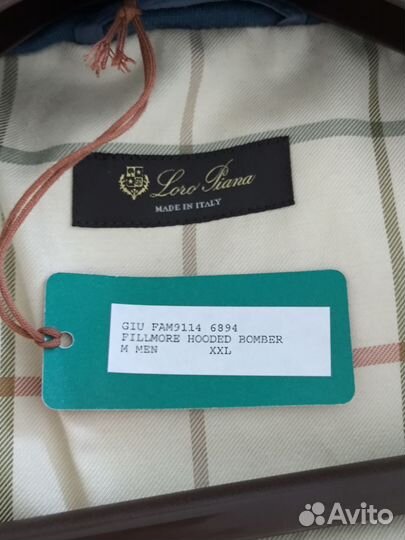 Loro Piana
MADE IN ITALY
GIU FAM9114 6894
FILLMORE HOODED BOMBER
M MEN XXL
Avito